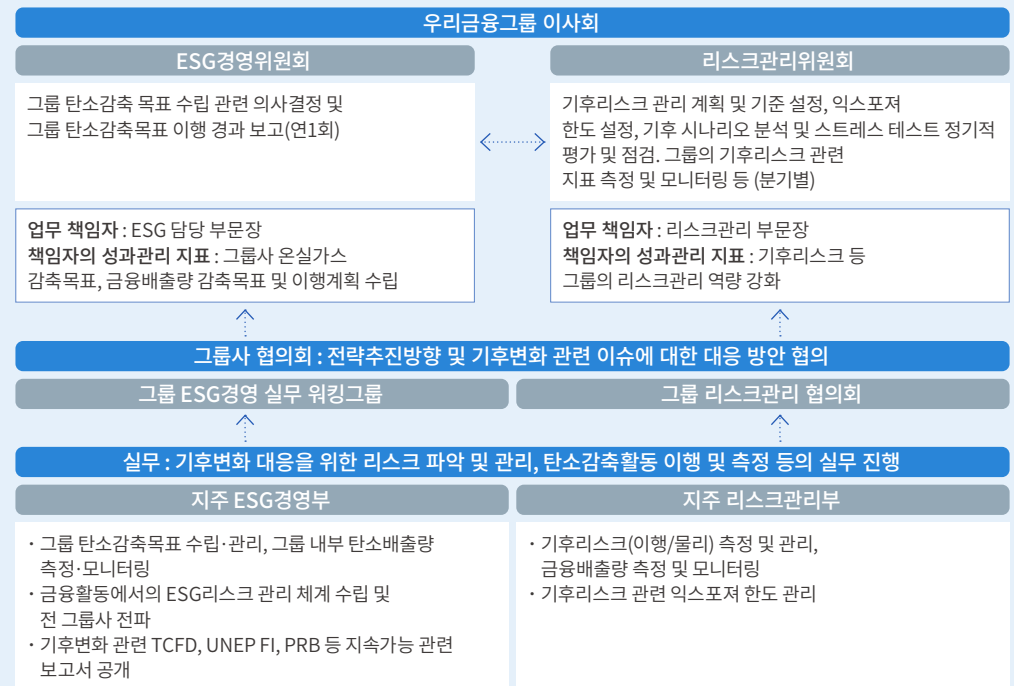 우리금융그룹 이사회
ESG경영위원회
그룹 탄소감축 목표 수립 관련 의사결정 및
그룹 탄소감축목표 이행 경과 보고(연1회)
업무 책임자 : ESG 담당 부문장
책임자의 성과관리 지표 : 그룹사 온실가스
감축목표, 금융배출량 감축목표 및 이행계획 수립
리스크관리위원회
기후리스크 관리 계획 및 기준 설정, 익스포져
한도 설정, 기후 시나리오 분석 및 스트레스 테스트 정기적
평가 및 점검. 그룹의 기후리스크 관련
지표 측정 및 모니터링 등 (분기별)
업무 책임자 : 리스크관리 부문장
책임자의 성과관리 지표 : 기후리스크 등
그룹의 리스크관리 역량 강화
그룹사 협의회 : 전략추진방향 및 기후변화 관련 이슈에 대한 대응 방안 협의
그룹 ESG경영 실무 워킹그룹
그룹 리스크관리 협의회
실무 : 기후변화 대응을 위한 리스크 파악 및 관리, 탄소감축활동 이행 및 측정 등의 실무 진행
지주 ESG경영부
· 그룹 탄소감축목표 수립·관리, 그룹 내부 탄소배출량
측정·모니터링
· 금융활동에서의 ESG리스크 관리 체계 수립 및
전 그룹사 전파
· 기후변화 관련 TCFD, UNEP FI, PRB 등 지속가능 관련
보고서 공개
지주 리스크관리부
· 기후리스크(이행/물리) 측정 및 관리,
금융배출량 측정 및 모니터링
· 기후리스크 관련 익스포져 한도 관리